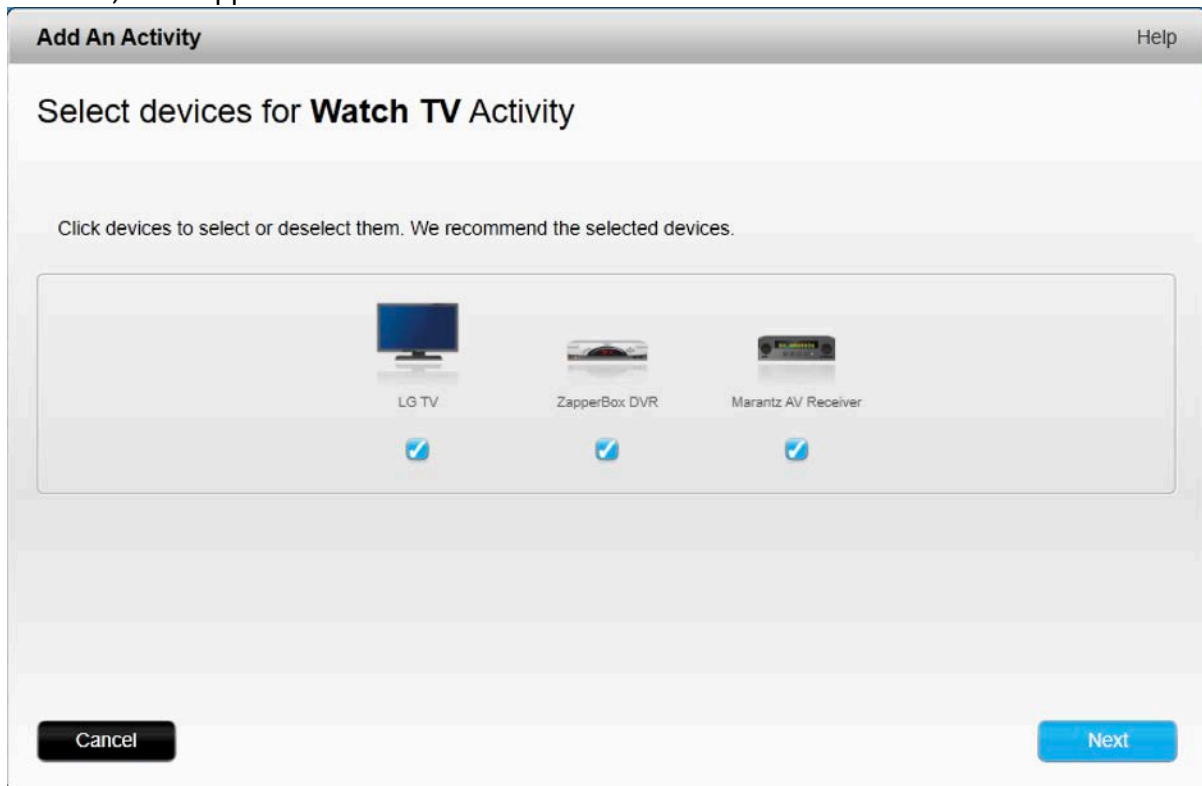 Add An Activity Help
Select devices for Watch TV Activity
Click devices to select or deselect them. We recommend the selected devices.
LG TV ZapperBox DVR Marantz AV Receiver
Cancel Next